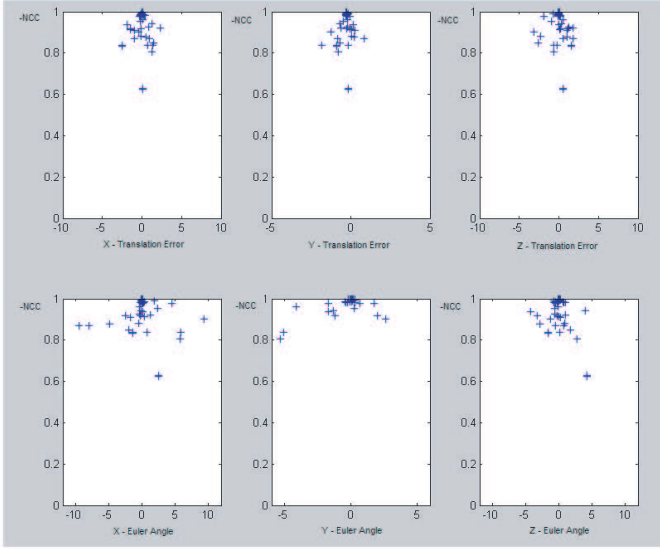 -NCC 1 0.8 0.6 0.4 0.2 0 -10 -5 0 5 10
X - Translation Error
-NCC 1 0.8 0.6 0.4 0.2 0 -5 0 5
Y - Translation Error
-NCC 1 0.8 0.6 0.4 0.2 0 -10 -5 0 5 10
Z - Translation Error
-NCC 1 0.8 0.6 0.4 0.2 0 -10 -5 0 5 10
X - Euler Angle
-NCC 1 0.8 0.6 0.4 0.2 0 -5 0 5
Y - Euler Angle
-NCC 1 0.8 0.6 0.4 0.2 0 -10 -5 0 5 10
Z - Euler Angle